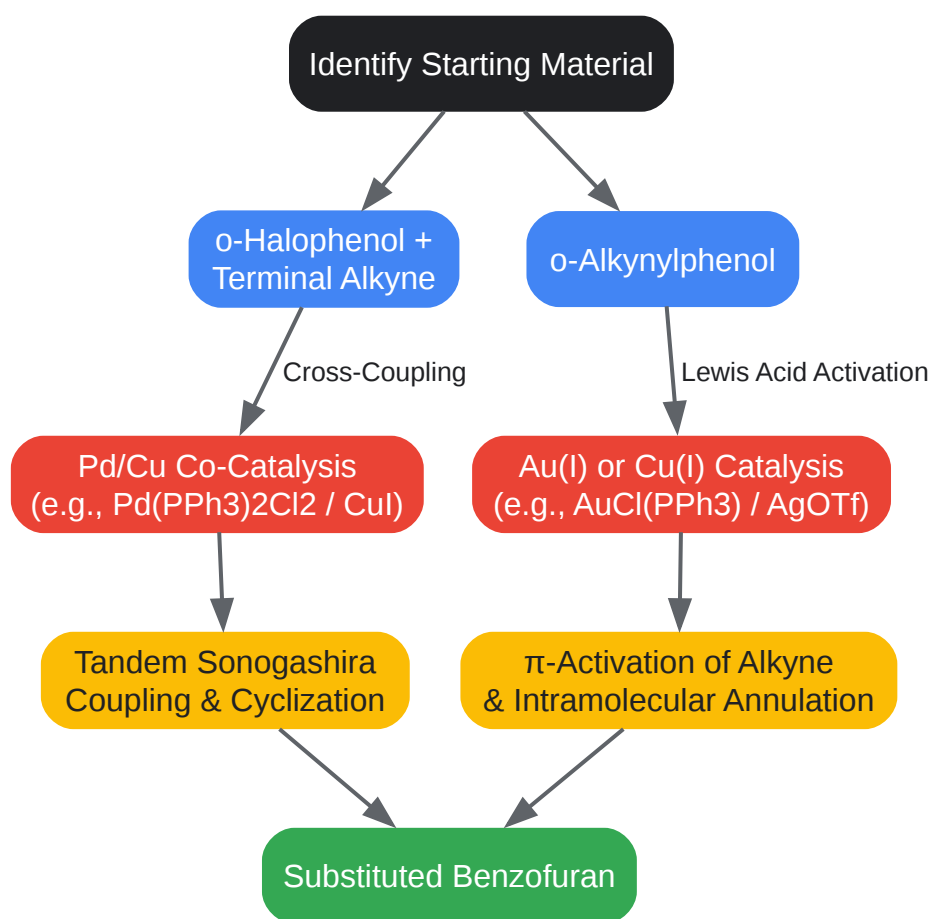 Identify Starting Material
o-Halophenol +
Terminal Alkyne
o-Alkynylphenol
Cross-Coupling
Lewis Acid Activation
Pd/Cu Co-Catalysis
(e.g., Pd(PPh3)2Cl2 / CuI)
Au(I) or Cu(I) Catalysis
(e.g., AuCl(PPh3) / AgOTf)
Tandem Sonogashira
Coupling & Cyclization
π-Activation of Alkyne
& Intramolecular Annulation
Substituted Benzofuran